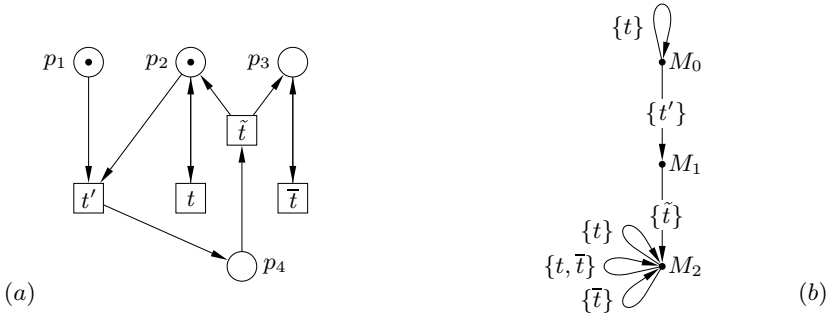 p₁ p₂ p₃
t̃
t′ t t̅
p₄
(a)
{t}
M₀
{t′}
M₁
{t̃}
{t}
{t, t̅} M₂
{t̅}
(b)